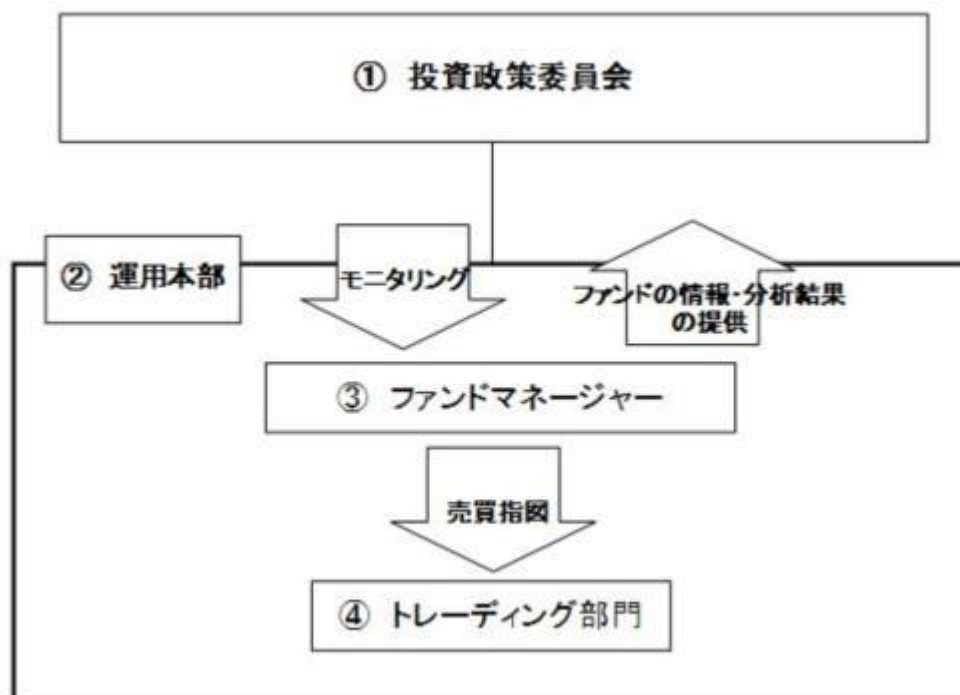 ① 投資政策委員会
② 運用本部
モニタリング
ファンドの情報・分析結果
の提供
③ ファンドマネージャー
売買指図
④ トレーディング部門